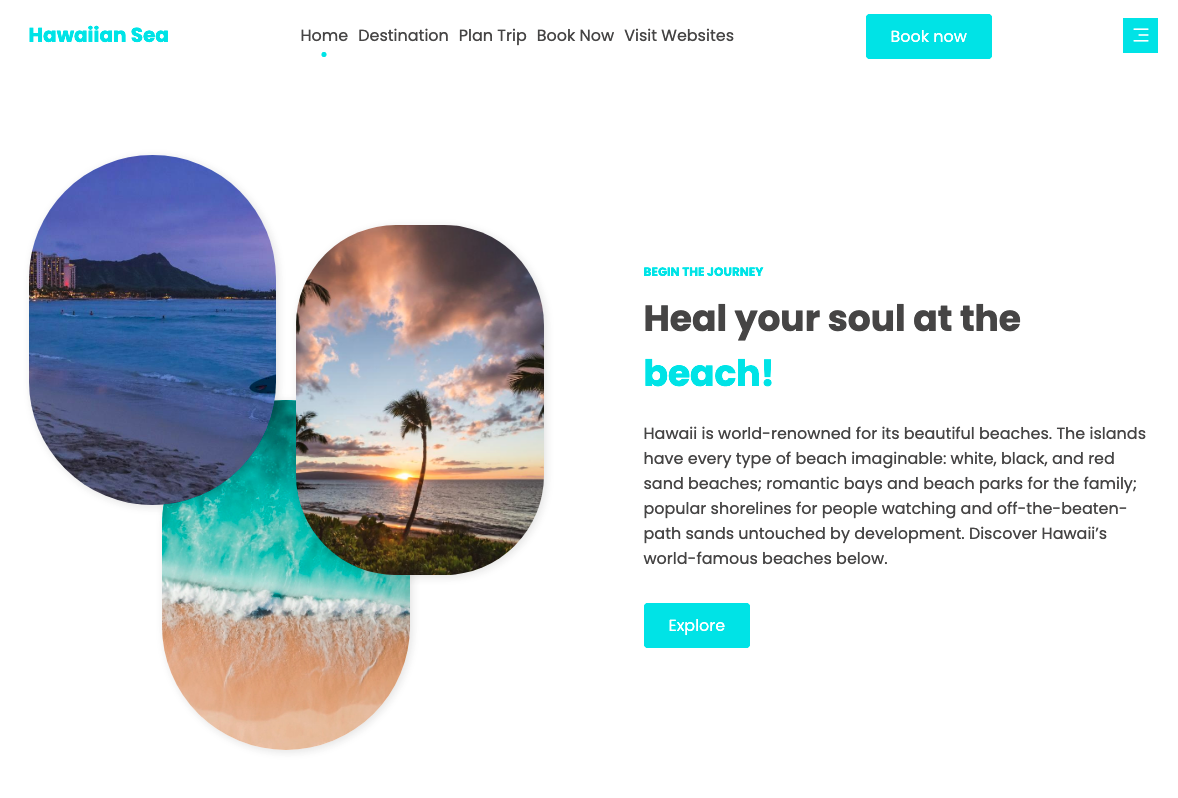 Hawaiian Sea
Home Destination Plan Trip Book Now Visit Websites
Book now
BEGIN THE JOURNEY
Heal your soul at the
beach!
Hawaii is world-renowned for its beautiful beaches. The islands
have every type of beach imaginable: white, black, and red
sand beaches; romantic bays and beach parks for the family;
popular shorelines for people watching and off-the-beaten-
path sands untouched by development. Discover Hawaii’s
world-famous beaches below.
Explore